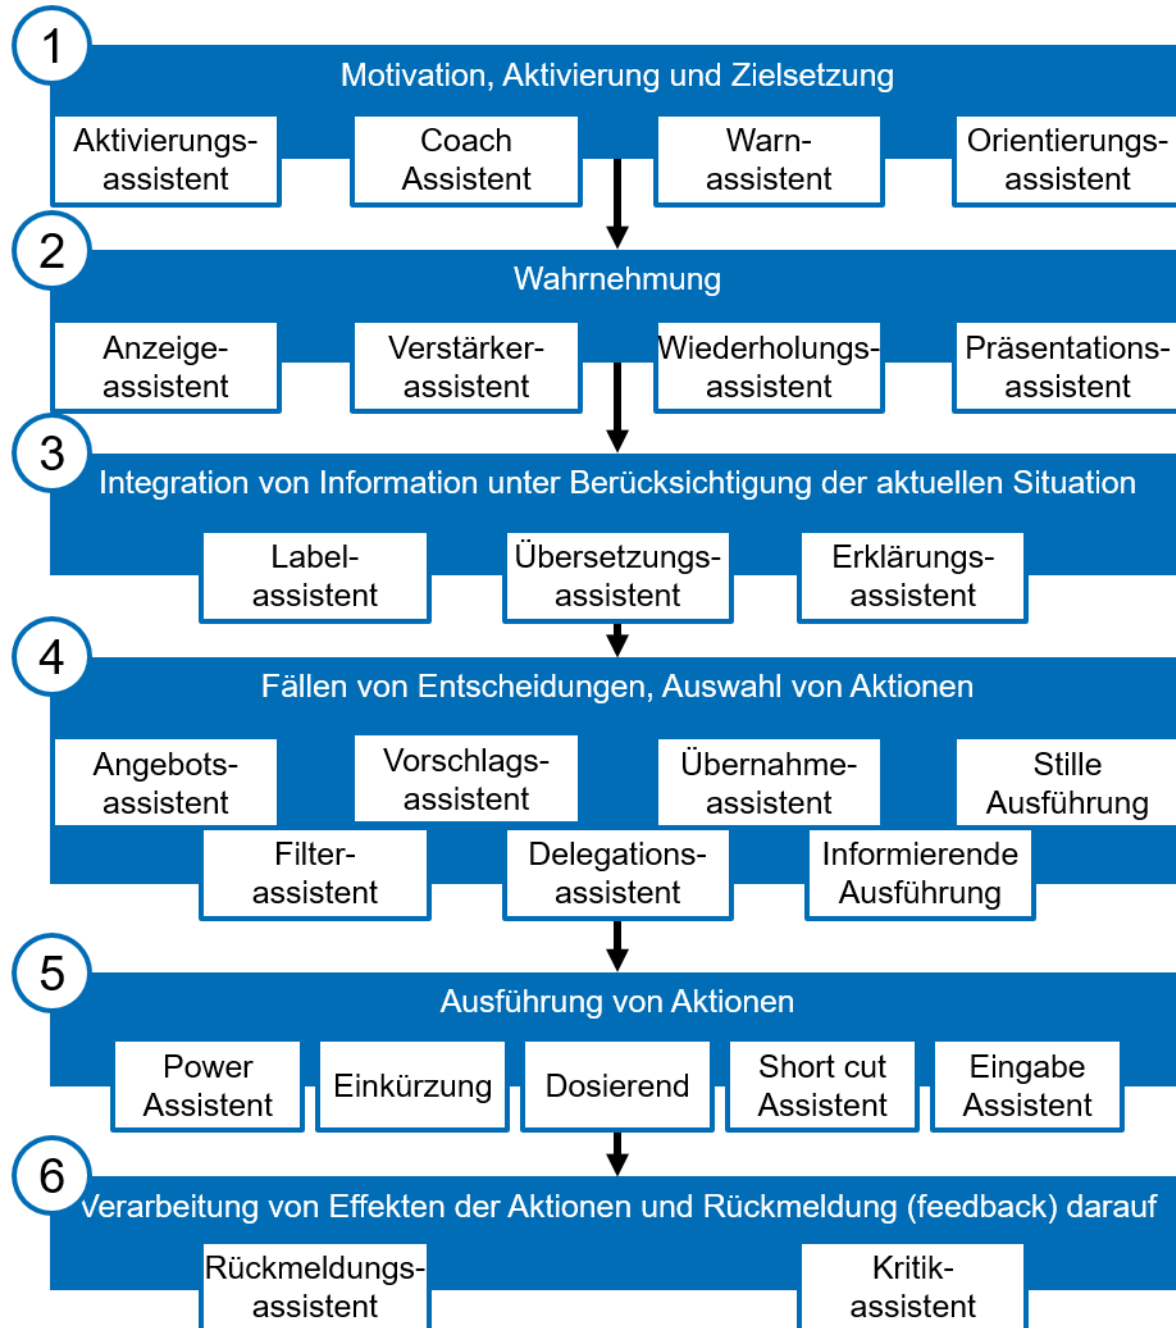 1
Motivation, Aktivierung und Zielsetzung
Aktivierungs-
assistent
Coach
Assistent
Warn-
assistent
Orientierungs-
assistent
2
Wahrnehmung
Anzeige-
assistent
Verstärker-
assistent
Wiederholungs-
assistent
Präsentations-
assistent
3
Integration von Information unter Berücksichtigung der aktuellen Situation
Label-
assistent
Übersetzungs-
assistent
Erklärungs-
assistent
4
Fällen von Entscheidungen, Auswahl von Aktionen
Angebots-
assistent
Vorschlags-
assistent
Übernahme-
assistent
Stille
Ausführung
Filter-
assistent
Delegations-
assistent
Informierende
Ausführung
5
Ausführung von Aktionen
Power
Assistent
Einkürzung
Dosierend
Short cut
Assistent
Eingabe
Assistent
6
Verarbeitung von Effekten der Aktionen und Rückmeldung (feedback) darauf
Rückmeldungs-
assistent
Kritik-
assistent